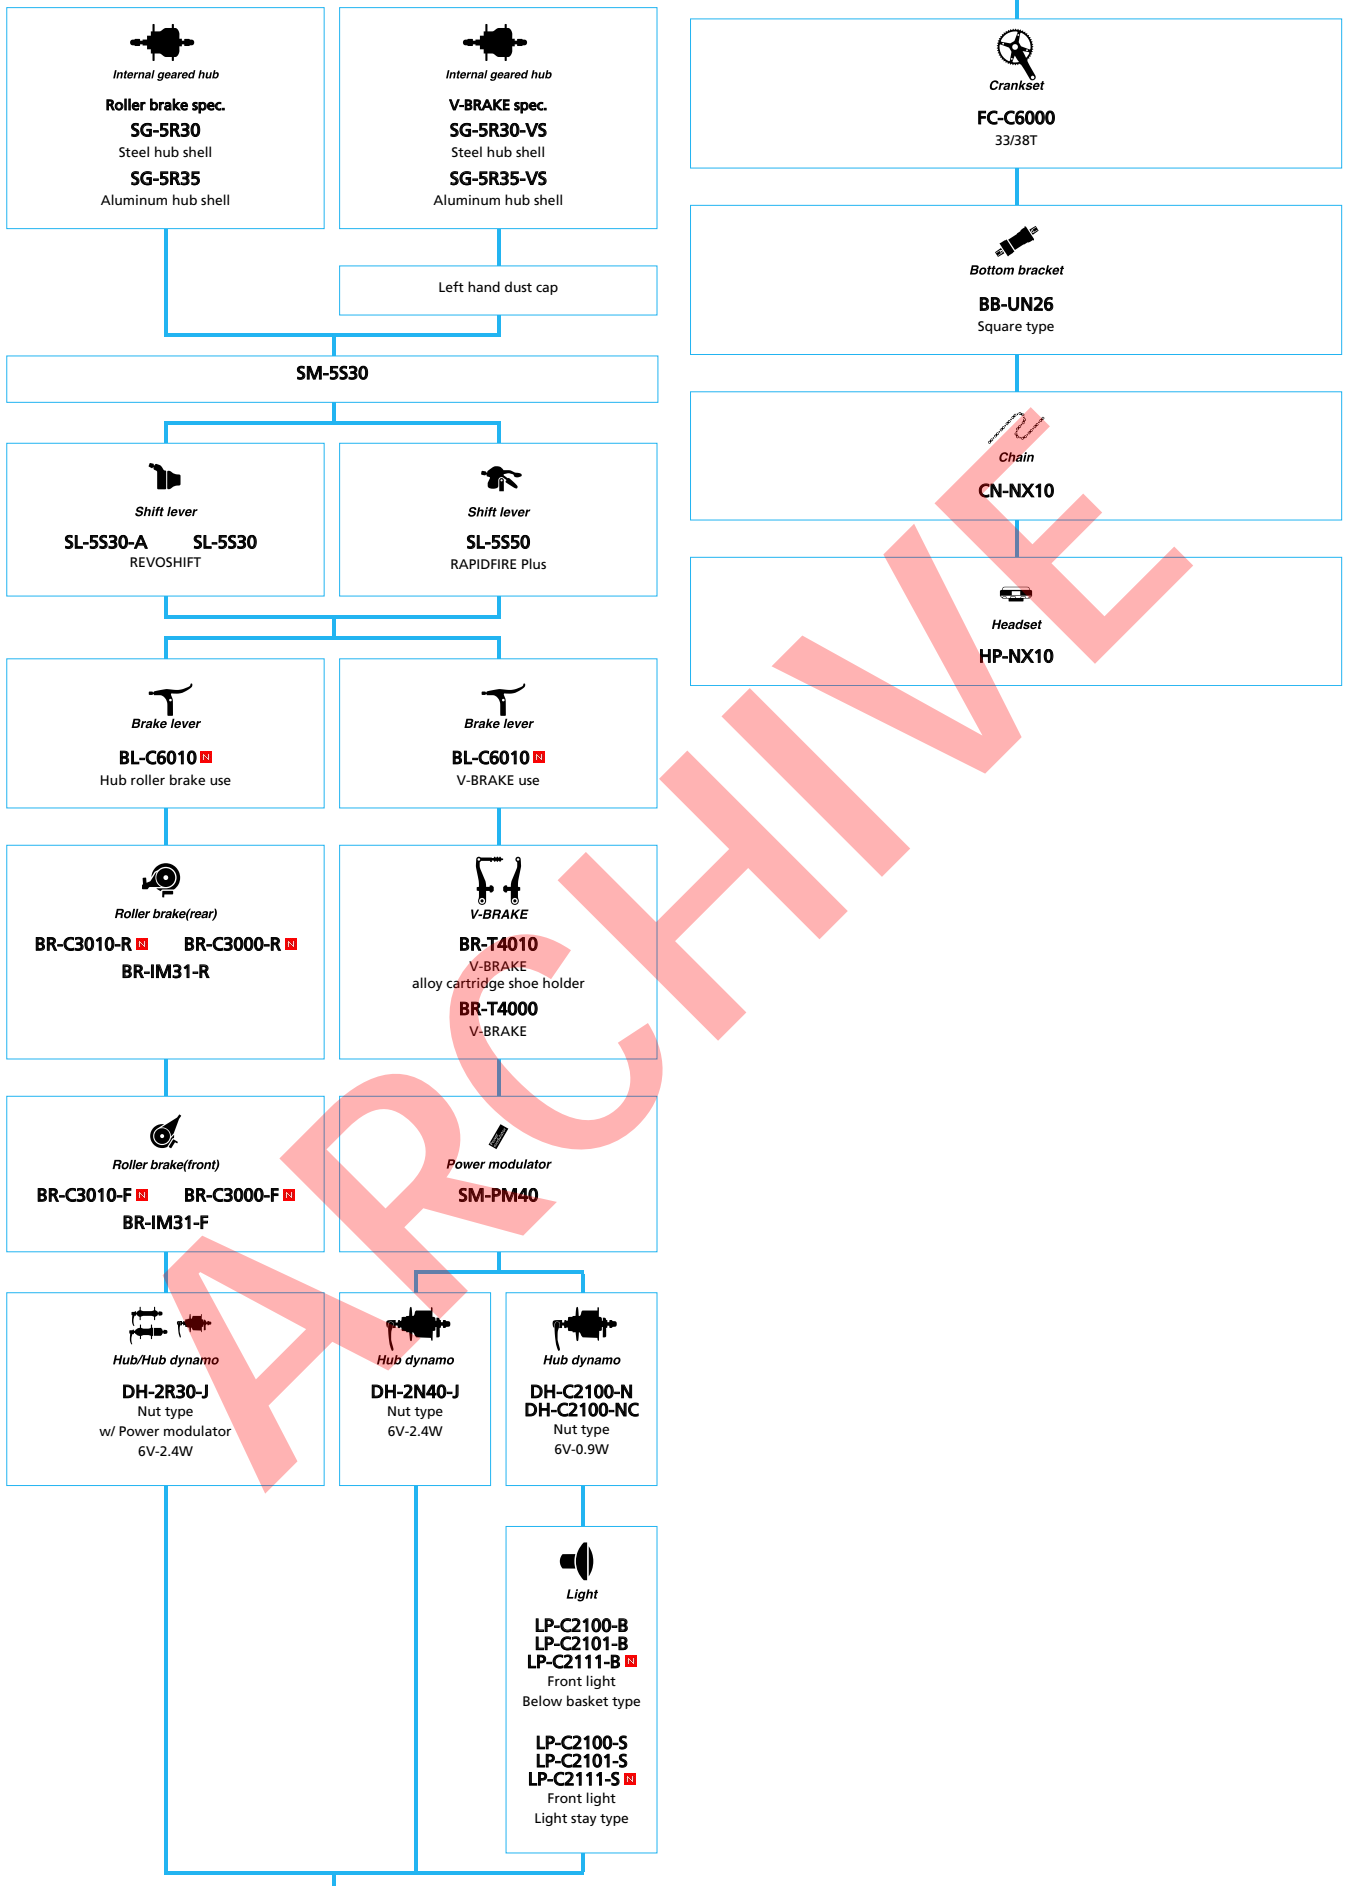 Internal geared hub
Roller brake spec.
SG-5R30
Steel hub shell
SG-5R35
Aluminum hub shell
Internal geared hub
V-BRAKE spec.
SG-5R30-VS
Steel hub shell
SG-5R35-VS
Aluminum hub shell
Left hand dust cap
SM-5S30
Shift lever
SL-5S30-A SL-5S30
REVOSHIFT
Shift lever
SL-5S50
RAPIDFIRE Plus
Brake lever
BL-C6010 N
Hub roller brake use
Brake lever
BL-C6010 N
V-BRAKE use
Roller brake(rear)
BR-C3010-R N BR-C3000-R N
BR-IM31-R
V-BRAKE
BR-T4010
V-BRAKE
alloy cartridge shoe holder
BR-T4000
V-BRAKE
Roller brake(front)
BR-C3010-F N BR-C3000-F N
BR-IM31-F
Power modulator
SM-PM40
Hub/Hub dynamo
DH-2R30-J
Nut type
w/ Power modulator
6V-2.4W
Hub dynamo
DH-2N40-J
Nut type
6V-2.4W
Hub dynamo
DH-C2100-N
DH-C2100-NC
Nut type
6V-0.9W
Light
LP-C2100-B
LP-C2101-B
LP-C2111-B N
Front light
Below basket type
LP-C2100-S
LP-C2101-S
LP-C2111-S N
Front light
Light stay type
Crankset
FC-C6000
33/38T
Bottom bracket
BB-UN26
Square type
Chain
CN-NX10
Headset
HP-NX10
ARCHIVE